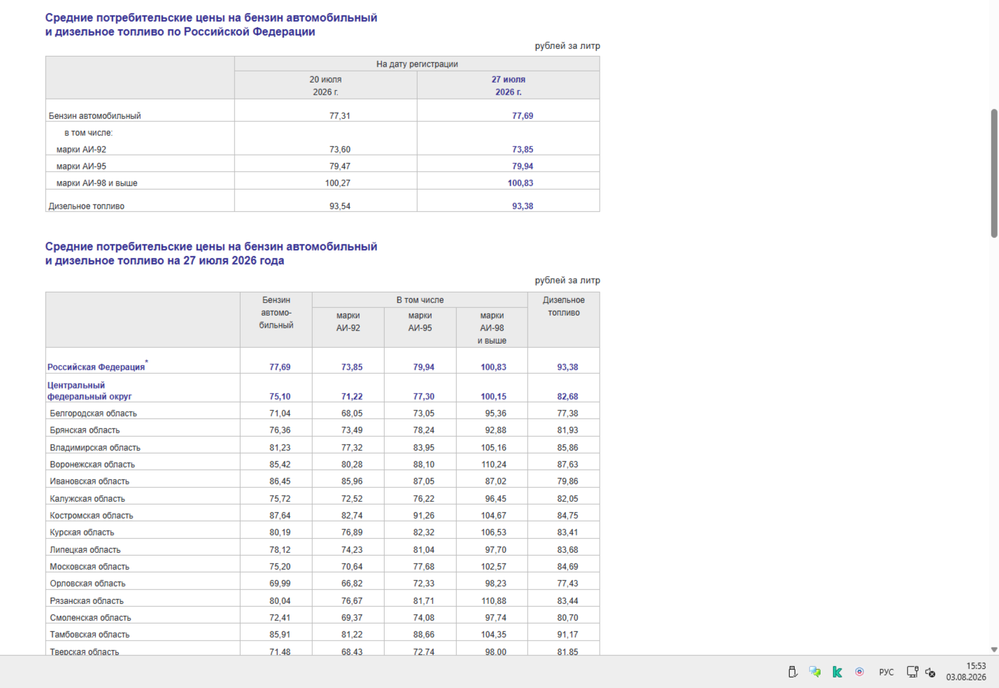 Средние потребительские цены на бензин автомобильный
и дизельное топливо по Российской Федерации
рублей за литр
На дату регистрации
20 июля 27 июля
2026 г. 2026 г.
Бензин автомобильный 77,31 77,69
в том числе:
марки АИ-92 73,60 73,85
марки АИ-95 79,47 79,94
марки АИ-98 и выше 100,27 100,83
Дизельное топливо 93,54 93,38
Средние потребительские цены на бензин автомобильный
и дизельное топливо на 27 июля 2026 года
рублей за литр
Бензин автомо- бильный В том числе Дизельное топливо
марки АИ-92 марки АИ-95 марки АИ-98 и выше
Российская Федерация* 77,69 73,85 79,94 100,83 93,38
Центральный
федеральный округ 75,10 71,22 77,30 100,15 82,68
Белгородская область 71,04 68,05 73,05 95,36 77,38
Брянская область 76,36 73,49 78,24 92,88 81,93
Владимирская область 81,23 77,32 83,95 105,16 85,86
Воронежская область 85,42 80,28 88,10 110,24 87,63
Ивановская область 86,45 85,96 87,05 87,02 79,86
Калужская область 75,72 72,52 76,22 96,45 82,05
Костромская область 87,64 82,74 91,26 104,67 84,75
Курская область 80,19 76,89 82,32 106,53 83,41
Липецкая область 78,12 74,23 81,04 97,70 83,68
Московская область 75,20 70,64 77,68 102,57 84,69
Орловская область 69,99 66,82 72,33 98,23 77,43
Рязанская область 80,04 76,67 81,71 110,88 83,44
Смоленская область 72,41 69,37 74,08 97,74 80,70
Тамбовская область 85,91 81,22 88,66 104,35 91,17
Тверская область 71,48 68,43 72,74 98,00 81,85
РУС
15:53
03.08.2026